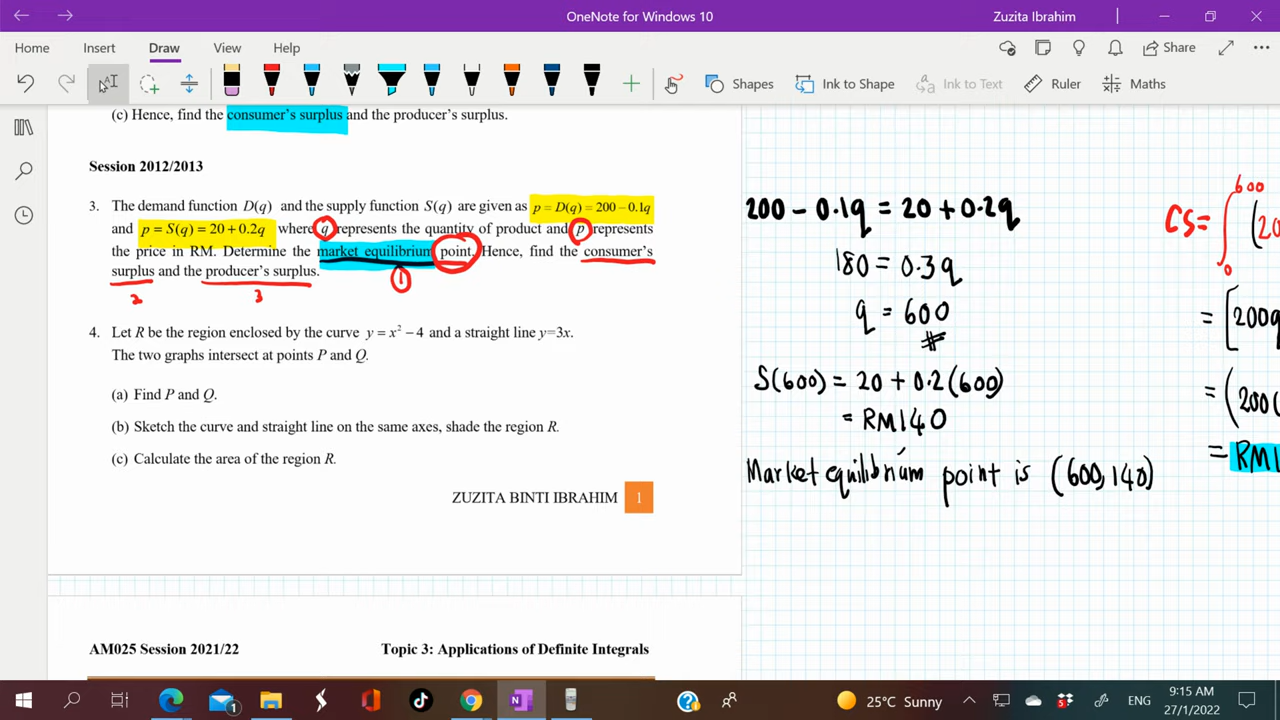 OneNote for Windows 10
Zuzita Ibrahim
Home Insert Draw View Help
Share
Shapes Ink to Shape Ink to Text Ruler Maths
(c) Hence, find the consumer's surplus and the producer's surplus.
Session 2012/2013
3. The demand function D(q) and the supply function S(q) are given as p = D(q) = 200 – 0.1q
and p = S(q) = 20 + 0.2q where q represents the quantity of product and p represents
the price in RM. Determine the market equilibrium point. Hence, find the consumer's
surplus and the producer's surplus.
2 3 1
4. Let R be the region enclosed by the curve y = x² − 4 and a straight line y=3x.
The two graphs intersect at points P and Q.
(a) Find P and Q.
(b) Sketch the curve and straight line on the same axes, shade the region R.
(c) Calculate the area of the region R.
ZUZITA BINTI IBRAHIM 1
AM025 Session 2021/22 Topic 3: Applications of Definite Integrals
200 - 0.1q = 20 + 0.2q
180 = 0.3q
q = 600
S(600) = 20 + 0.2(600)
= RM140
Market equilibrium point is (600, 140)
600
CS = ∫ (20
0
= [200q
= (200(
= RM1
1
25°C Sunny
ENG
9:15 AM
27/1/2022